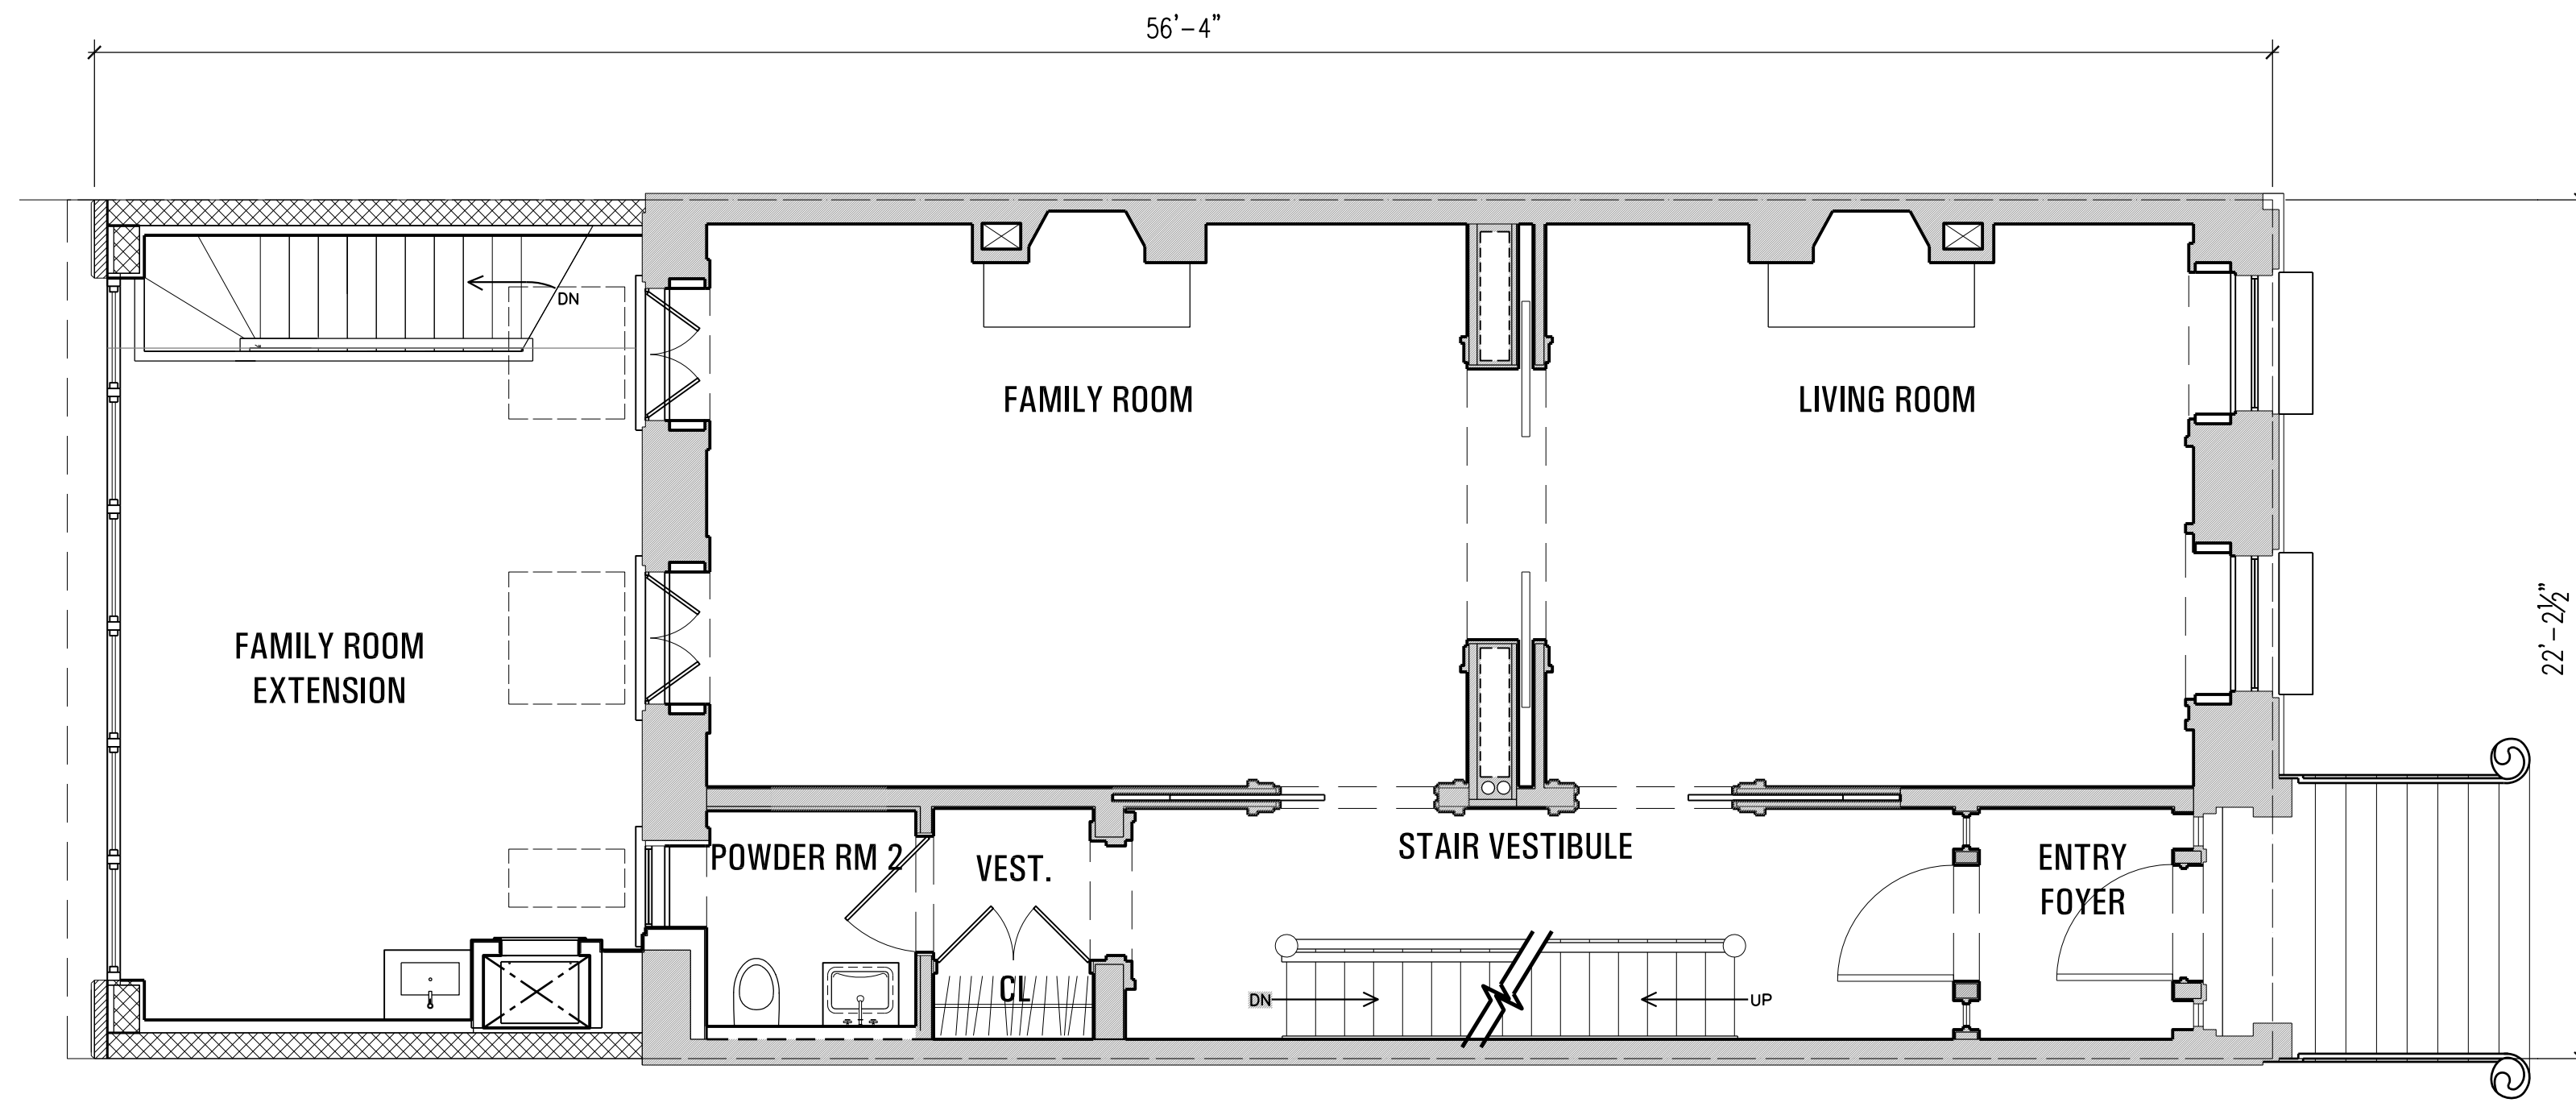 56'-4"
DN
FAMILY ROOM
LIVING ROOM
22'-2½"
FAMILY ROOM
EXTENSION
POWDER RM 2
VEST.
STAIR VESTIBULE
ENTRY
FOYER
CL
DN
UP